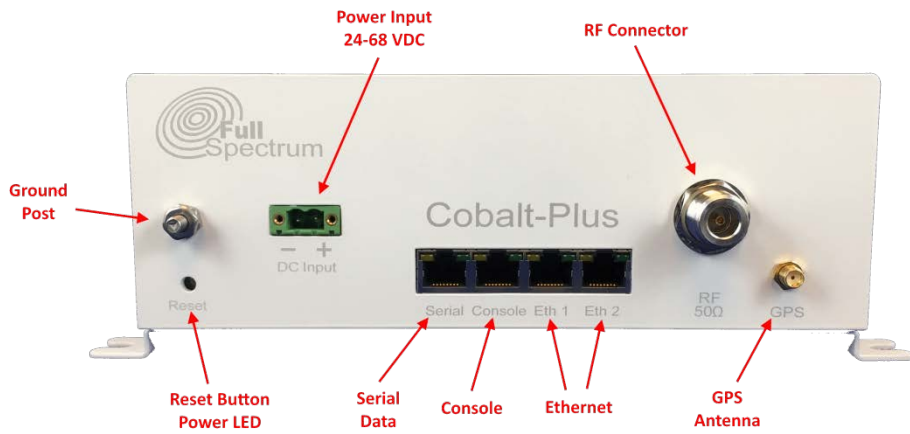 Power Input
24-68 VDC
RF Connector
Full
Spectrum
Ground
Post
Cobalt-Plus
− +
DC Input
Reset
Serial Console Eth 1 Eth 2
RF
50Ω
GPS
Reset Button
Power LED
Serial
Data
Console
Ethernet
GPS
Antenna